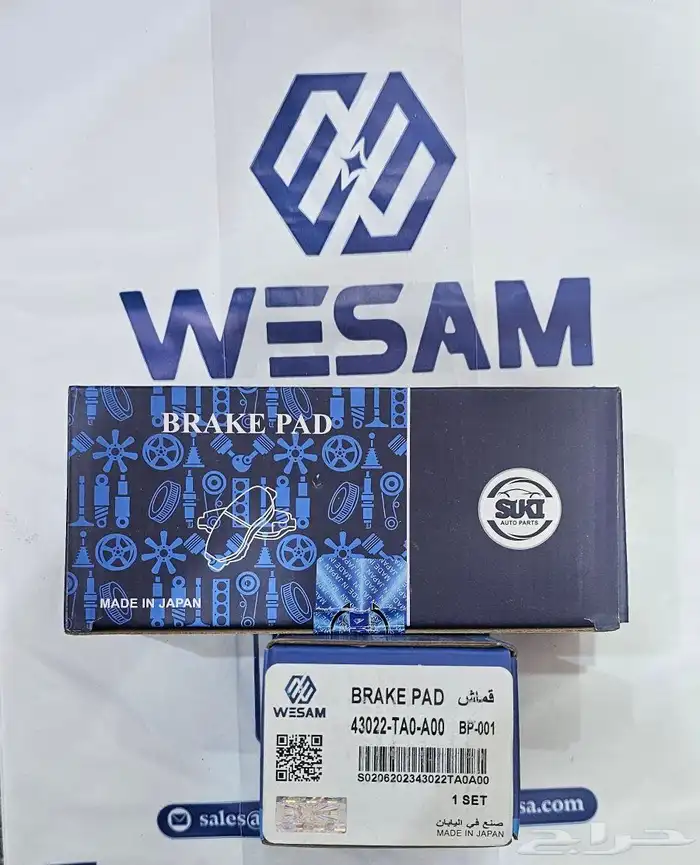 WESAM
BRAKE PAD
SUKI
AUTO PARTS
MADE IN JAPAN
WESAM
BRAKE PAD قماش
43022-TA0-A00 BP-001
S0206202343022TA0A00
1 SET
صنع في اليابان
MADE IN JAPAN
sales@
sa.com
حراج